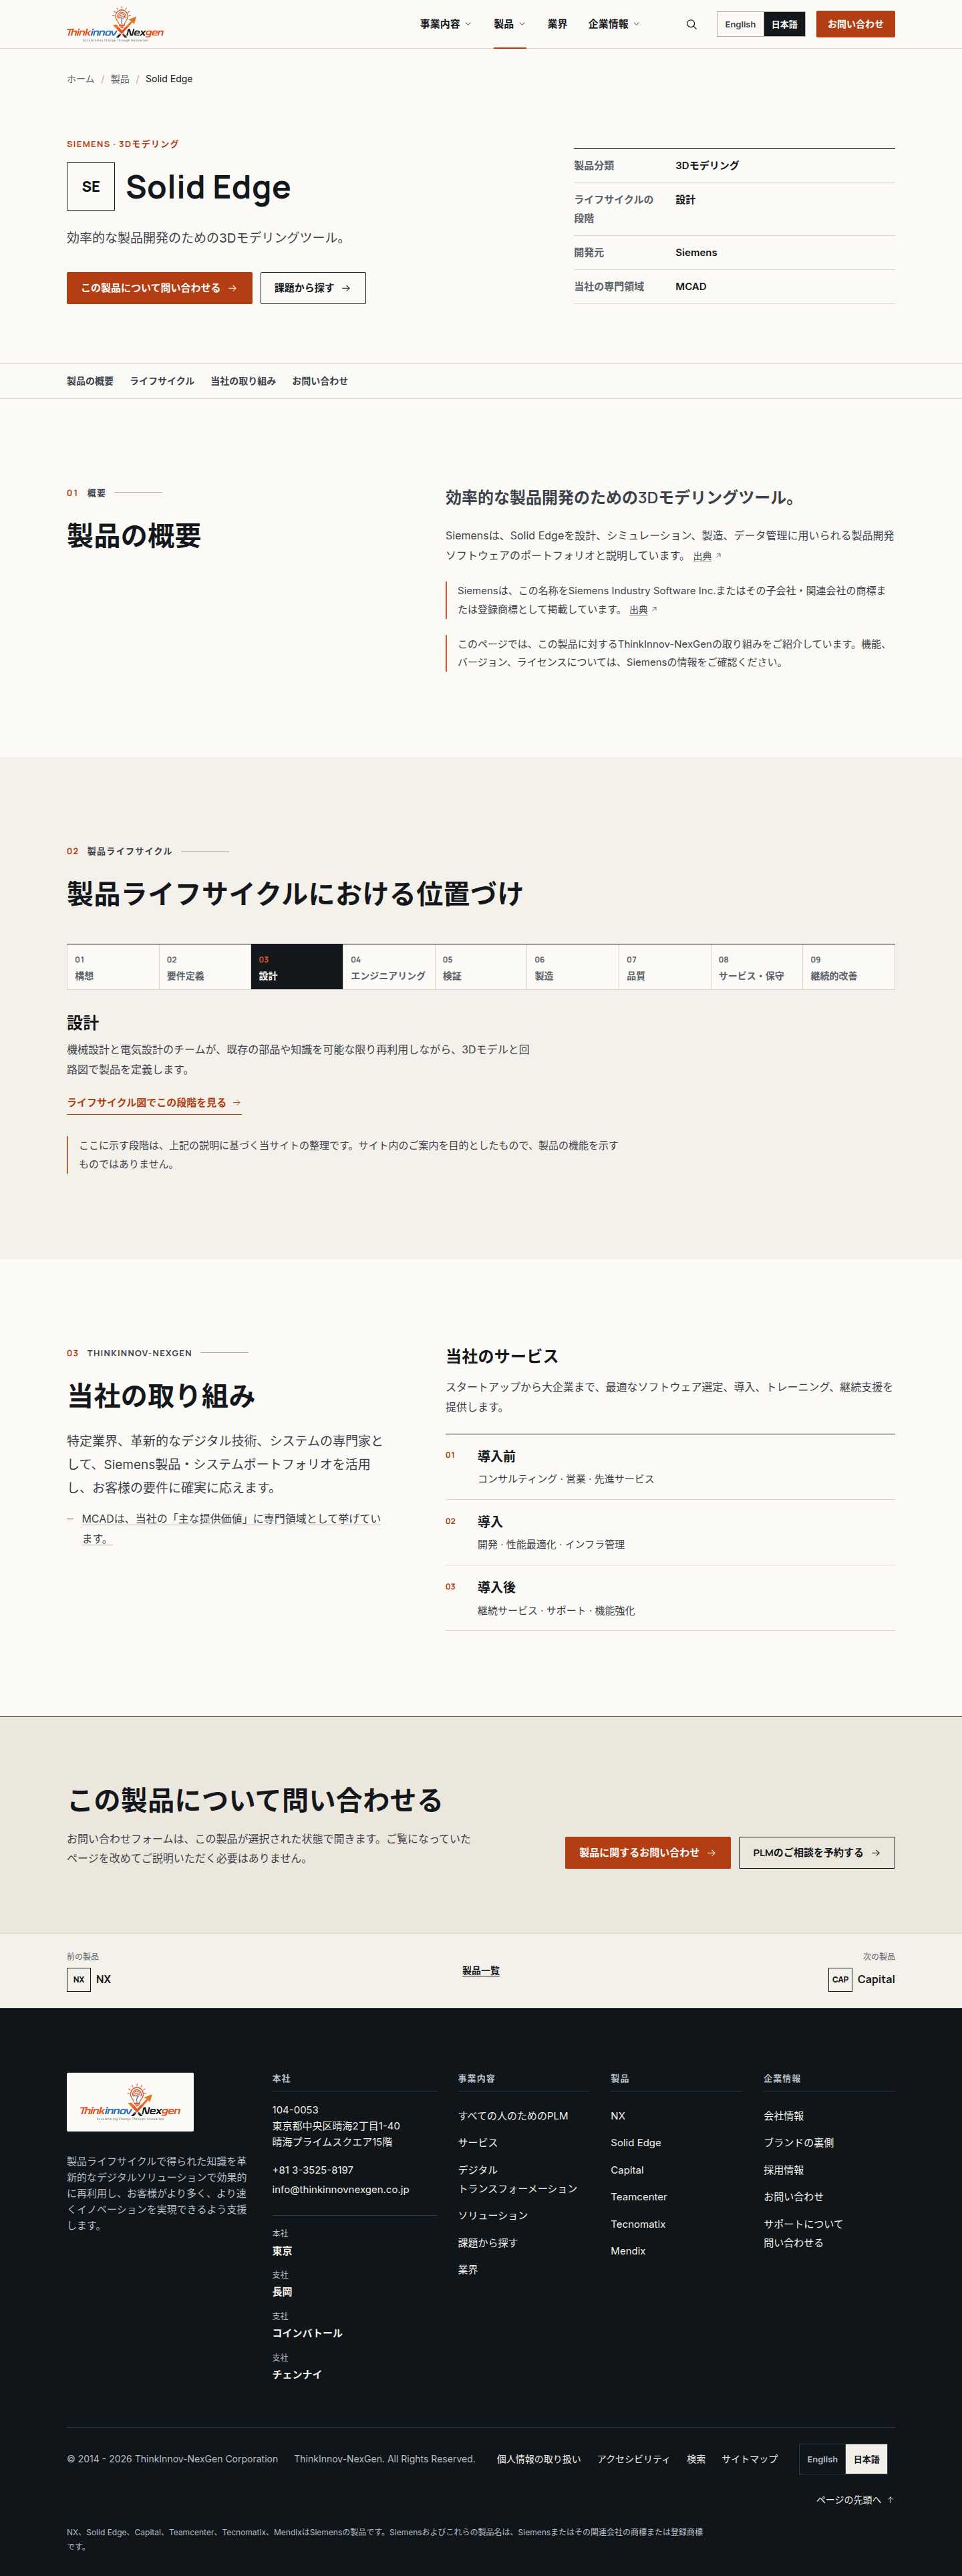 ThinkinnovXNexgen
Accelerating Change Through Innovation
事業内容
製品
業界
企業情報
English
日本語
お問い合わせ
ホーム / 製品 / Solid Edge
SIEMENS · 3Dモデリング
SE
Solid Edge
効率的な製品開発のための3Dモデリングツール。
この製品について問い合わせる →
課題から探す →
製品分類 3Dモデリング
ライフサイクルの
段階
設計
開発元 Siemens
当社の専門領域 MCAD
製品の概要 ライフサイクル 当社の取り組み お問い合わせ
01 概要
製品の概要
効率的な製品開発のための3Dモデリングツール。
Siemensは、Solid Edgeを設計、シミュレーション、製造、データ管理に用いられる製品開発
ソフトウェアのポートフォリオと説明しています。 出典 ↗
Siemensは、この名称をSiemens Industry Software Inc.またはその子会社・関連会社の商標ま
たは登録商標として掲載しています。 出典 ↗
このページでは、この製品に対するThinkInnov-NexGenの取り組みをご紹介しています。機能、
バージョン、ライセンスについては、Siemensの情報をご確認ください。
02 製品ライフサイクル
製品ライフサイクルにおける位置づけ
01
構想
02
要件定義
03
設計
04
エンジニアリング
05
検証
06
製造
07
品質
08
サービス・保守
09
継続的改善
設計
機械設計と電気設計のチームが、既存の部品や知識を可能な限り再利用しながら、3Dモデルと回
路図で製品を定義します。
ライフサイクル図でこの段階を見る →
ここに示す段階は、上記の説明に基づく当サイトの整理です。サイト内のご案内を目的としたもので、製品の機能を示す
ものではありません。
03 THINKINNOV-NEXGEN
当社の取り組み
特定業界、革新的なデジタル技術、システムの専門家と
して、Siemens製品・システムポートフォリオを活用
し、お客様の要件に確実に応えます。
— MCADは、当社の「主な提供価値」に専門領域として挙げてい
ます。
当社のサービス
スタートアップから大企業まで、最適なソフトウェア選定、導入、トレーニング、継続支援を
提供します。
01 導入前
コンサルティング · 営業 · 先進サービス
02 導入
開発 · 性能最適化 · インフラ管理
03 導入後
継続サービス · サポート · 機能強化
この製品について問い合わせる
お問い合わせフォームは、この製品が選択された状態で開きます。ご覧になっていた
ページを改めてご説明いただく必要はありません。
製品に関するお問い合わせ →
PLMのご相談を予約する →
前の製品
NX NX
製品一覧
次の製品
CAP Capital
ThinkinnovXNexgen
Accelerating Change Through Innovation
製品ライフサイクルで得られた知識を革
新的なデジタルソリューションで効果的
に再利用し、お客様がより多く、より速
くイノベーションを実現できるよう支援
します。
本社
104-0053
東京都中央区晴海2丁目1-40
晴海プライムスクエア15階
+81 3-3525-8197
info@thinkinnovnexgen.co.jp
本社
東京
支社
長岡
支社
コインバトール
支社
チェンナイ
事業内容
すべての人のためのPLM
サービス
デジタル
トランスフォーメーション
ソリューション
課題から探す
業界
製品
NX
Solid Edge
Capital
Teamcenter
Tecnomatix
Mendix
企業情報
会社情報
ブランドの裏側
採用情報
お問い合わせ
サポートについて
問い合わせる
© 2014 - 2026 ThinkInnov-NexGen Corporation ThinkInnov-NexGen. All Rights Reserved.
個人情報の取り扱い アクセシビリティ 検索 サイトマップ
English 日本語
ページの先頭へ ↑
NX、Solid Edge、Capital、Teamcenter、Tecnomatix、MendixはSiemensの製品です。Siemensおよびこれらの製品名は、Siemensまたはその関連会社の商標または登録商標
です。